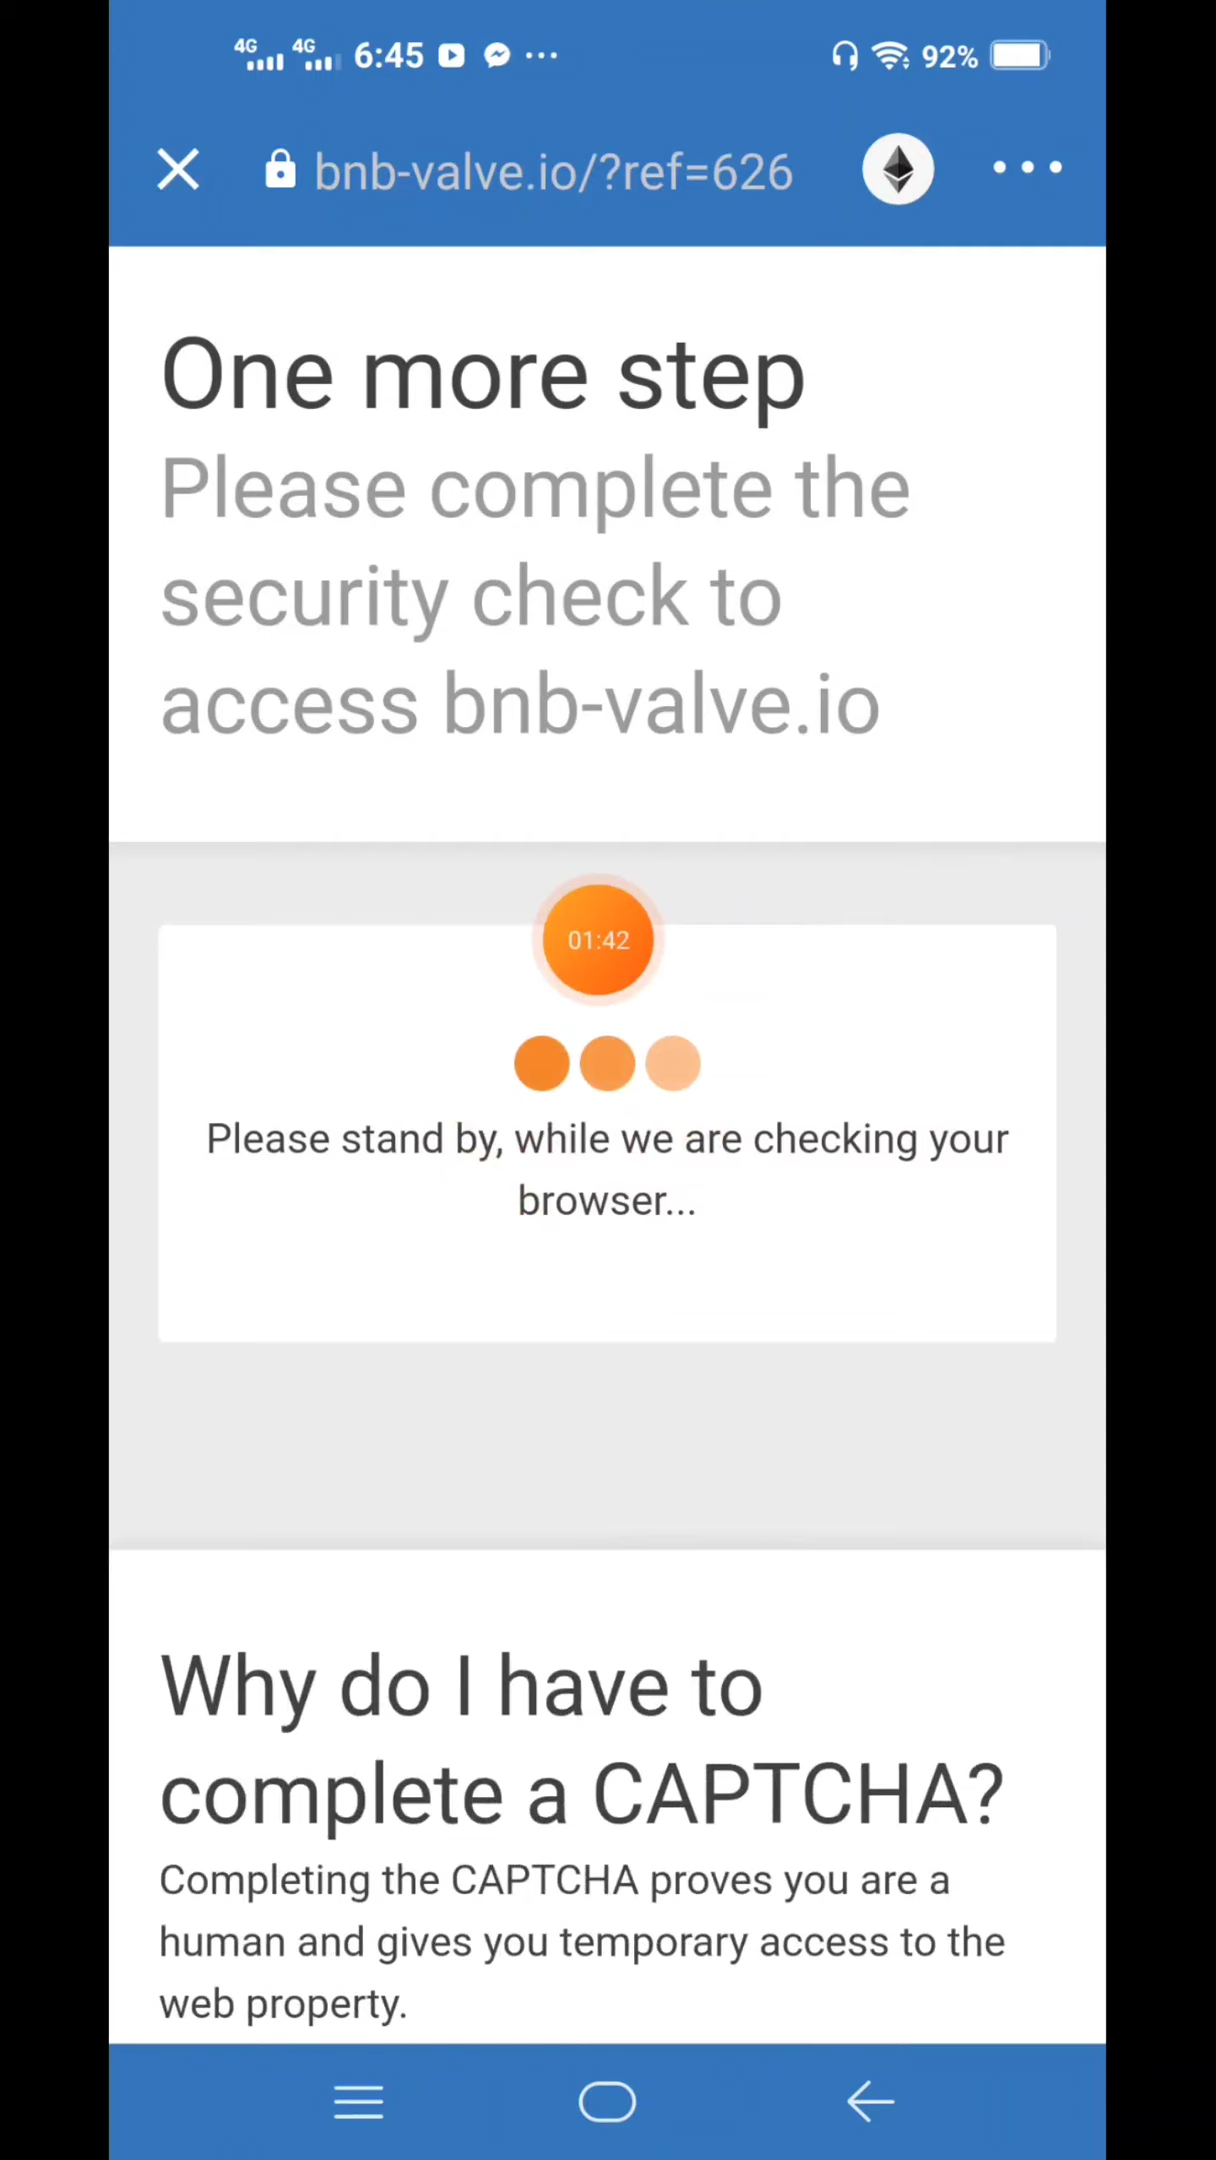 4G 4G 6:45 92%
bnb-valve.io/?ref=626
One more step
Please complete the
security check to
access bnb-valve.io
01:42
Please stand by, while we are checking your
browser...
Why do I have to
complete a CAPTCHA?
Completing the CAPTCHA proves you are a
human and gives you temporary access to the
web property.